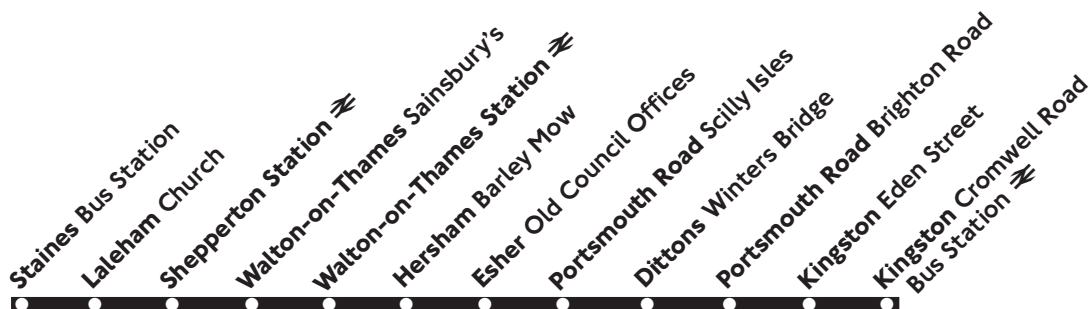 Staines Bus Station
Laleham Church
Shepperton Station
Walton-on-Thames Sainsbury's
Walton-on-Thames Station
Hersham Barley Mow
Esher Old Council Offices
Portsmouth Road Scilly Isles
Dittons Winters Bridge
Portsmouth Road Brighton Road
Kingston Eden Street
Kingston Cromwell Road
Bus Station